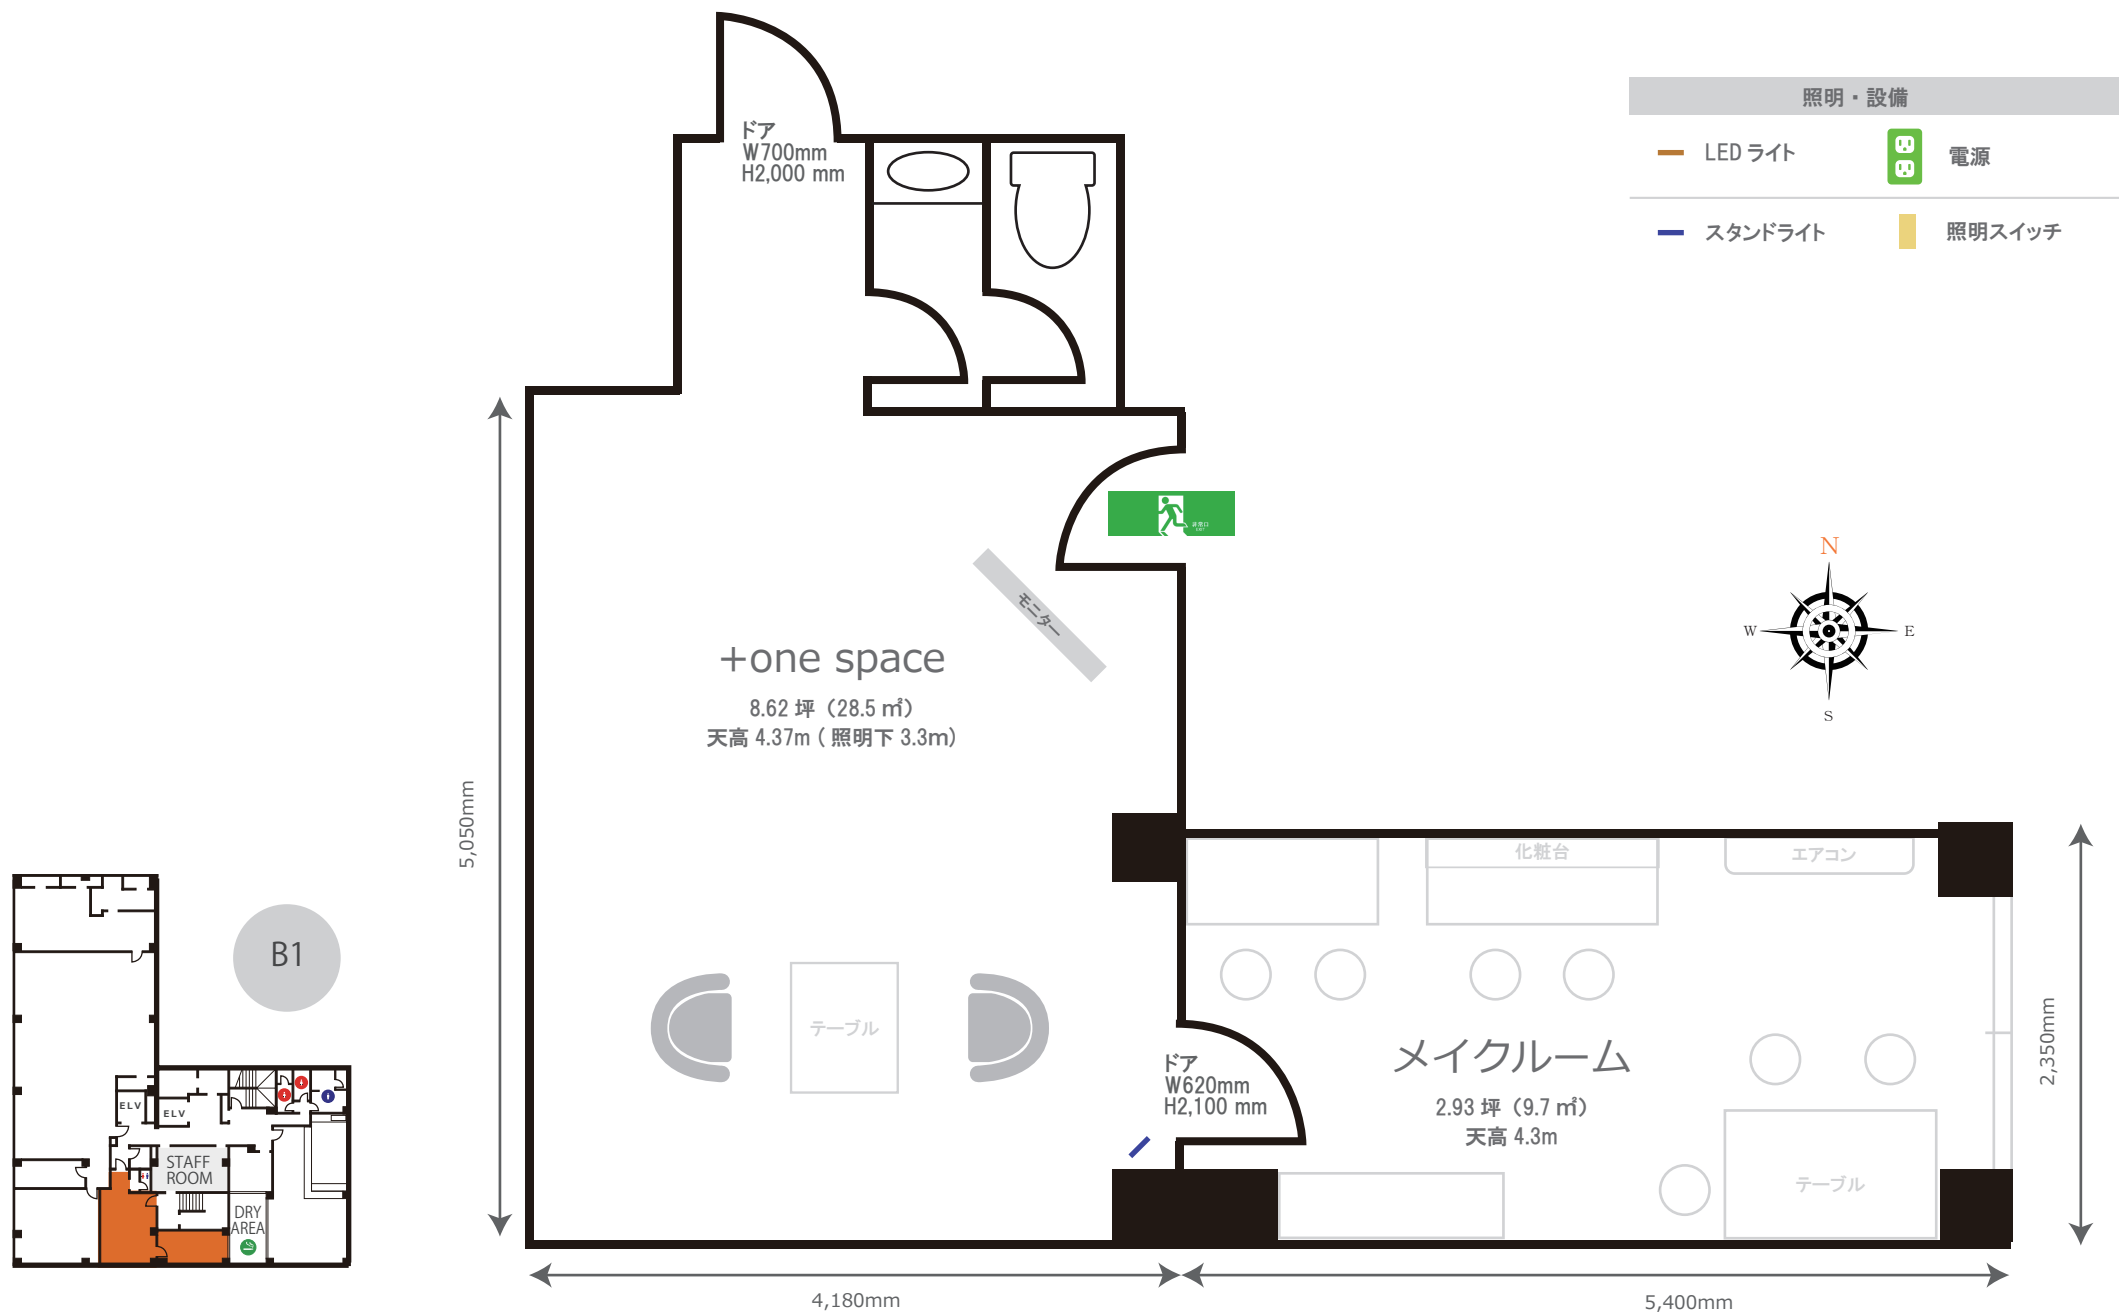 ドア
W700mm
H2,000 mm
照明・設備
LED ライト
電源
スタンドライト
照明スイッチ
非常口
EXIT
モニター
+one space
8.62 坪（28.5 ㎡）
天高 4.37m ( 照明下 3.3m)
N
W
E
S
5,050mm
化粧台
エアコン
テーブル
ドア
W620mm
H2,100 mm
メイクルーム
2.93 坪（9.7 ㎡）
天高 4.3m
テーブル
2,350mm
4,180mm
5,400mm
B1
ELV
ELV
STAFF
ROOM
DRY
AREA